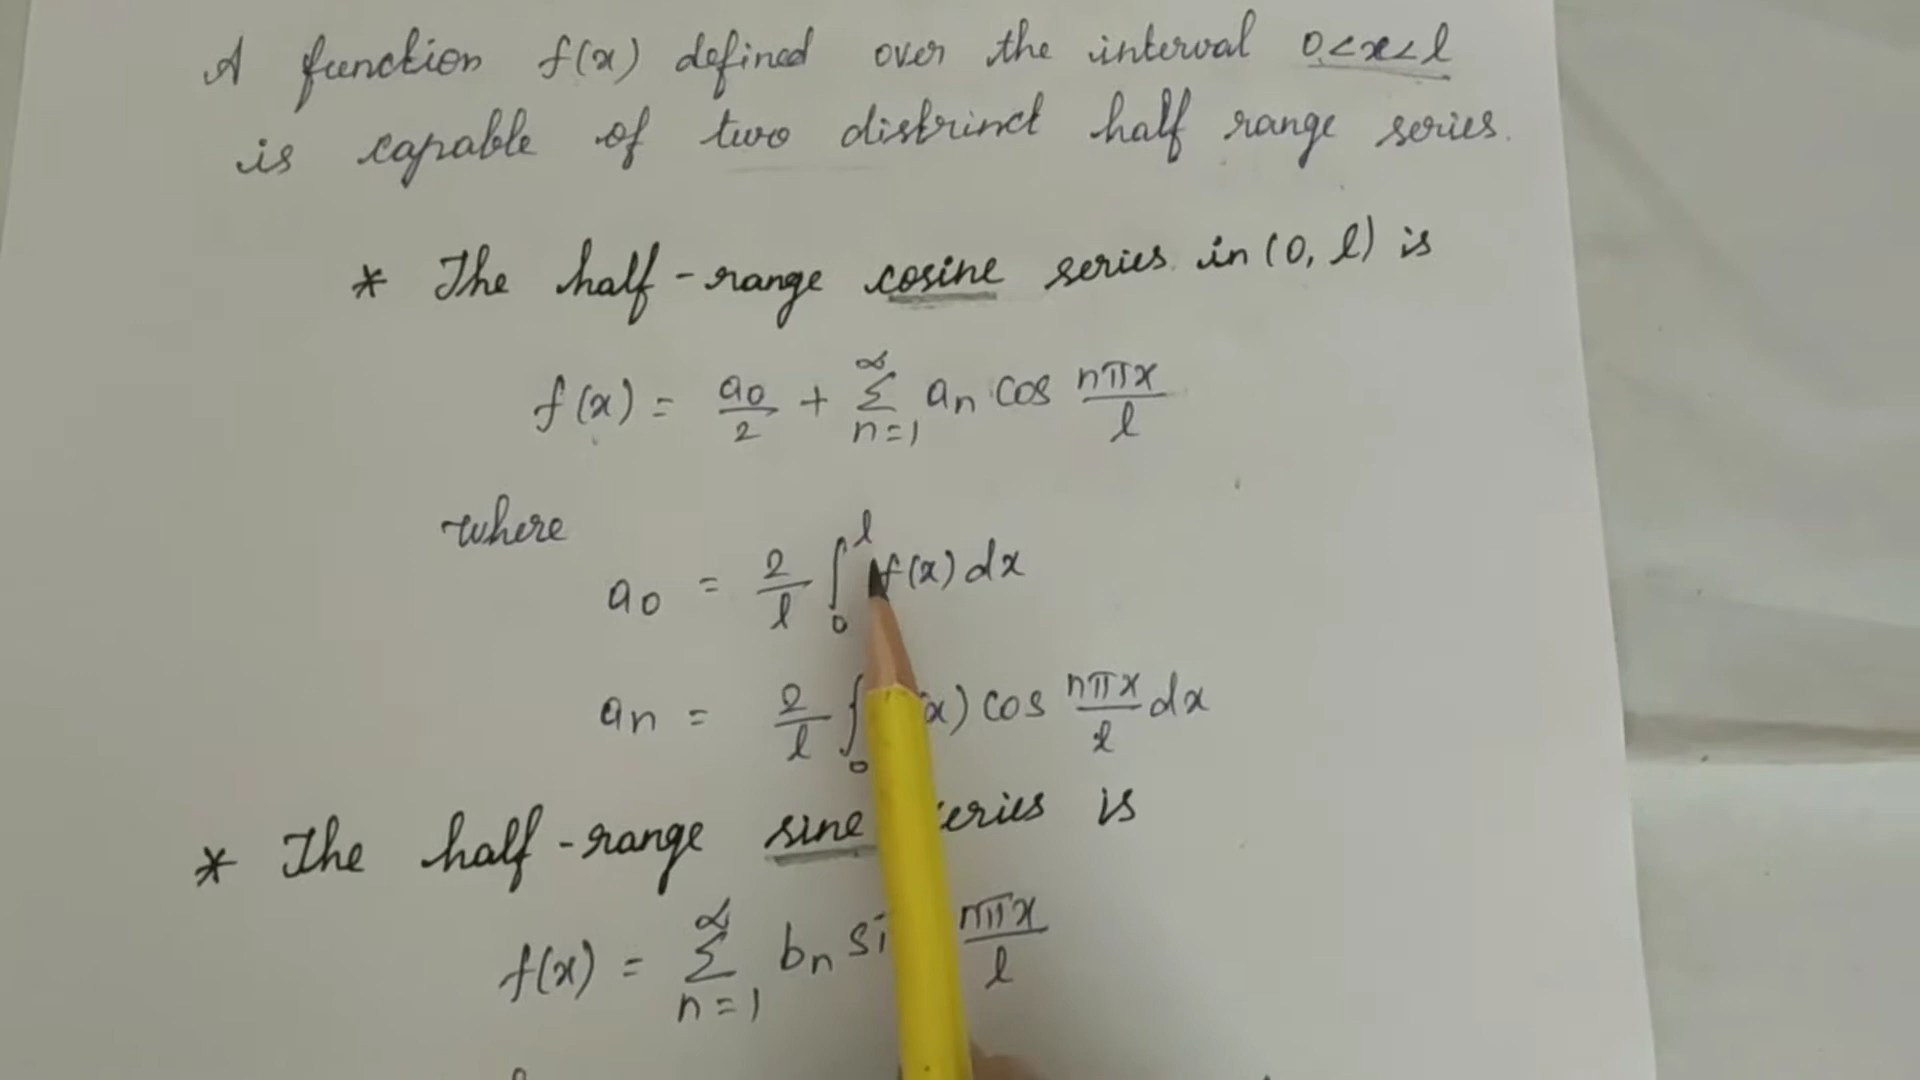 A function f(x) defined over the interval 0<x<l
is capable of two distrinct half range series.
* The half-range cosine series in (0, l) is
f(x) = a0/2 + ∞Σn=1 an cos nπx/l
where
a0 = 2/l ∫0^l f(x) dx
an = 2/l ∫0 x) cos nπx/l dx
* The half-range sine eries is
f(x) = ∞Σn=1 bn si nπx/l